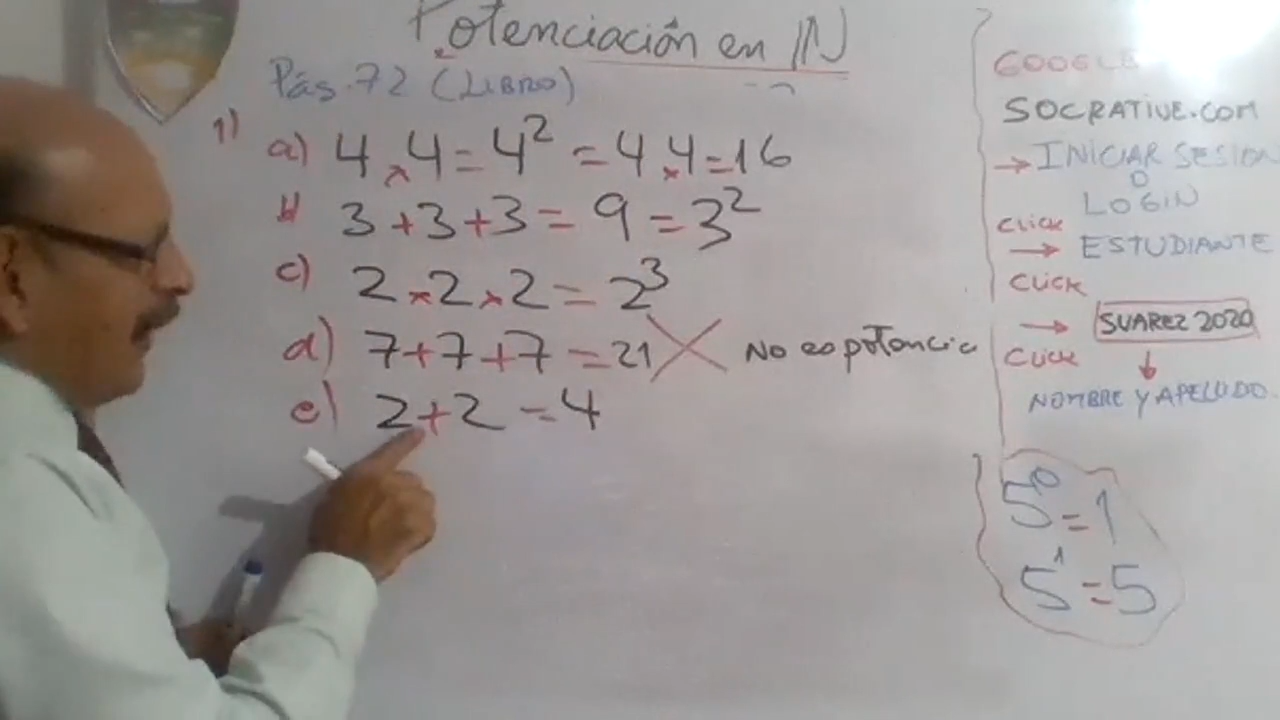 Potenciación en IN
Pág. 72 (LIBRO)
1) a) 4 x 4 = 4² = 4 x 4 = 16
b) 3 + 3 + 3 = 9 = 3²
c) 2 x 2 x 2 = 2³
d) 7 + 7 + 7 = 21 X No es potencia
e) 2 + 2 = 4
GOOGLE
SOCRATIVE.COM
→ INICIAR SESION
O
LOGIN
Click
→ ESTUDIANTE
CLICK
→ SUAREZ 2020
CLICK ↓
NOMBRE Y APELLIDO.
5⁰ = 1
5¹ = 5